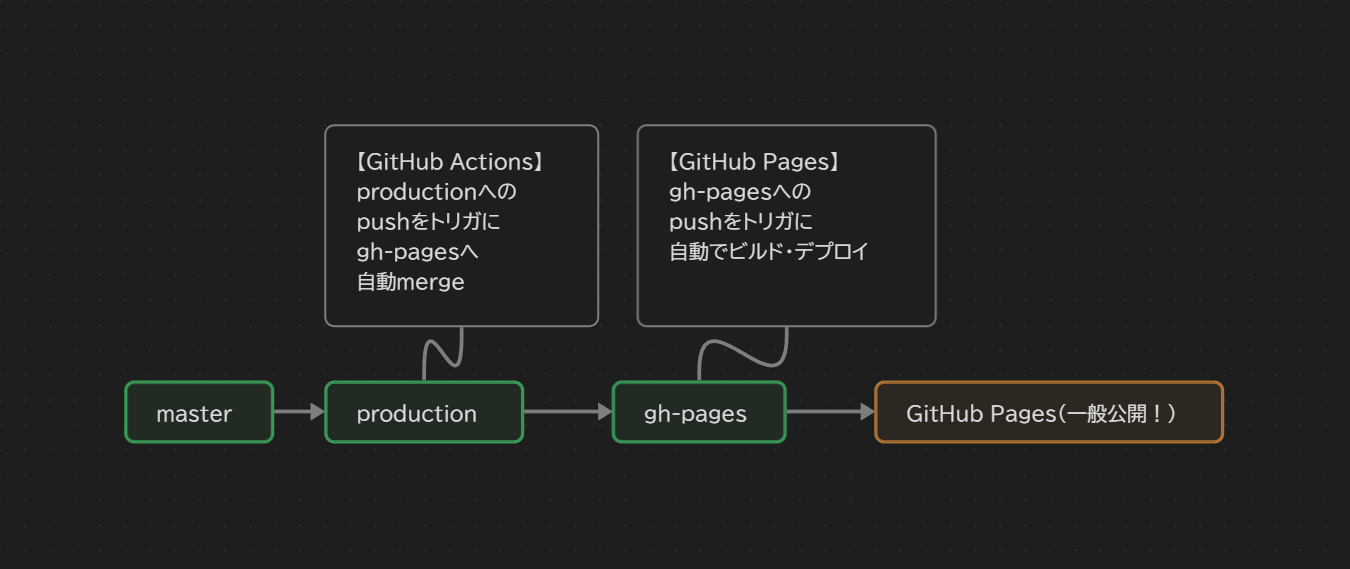 【GitHub Actions】
productionへの
pushをトリガに
gh-pagesへ
自動merge
【GitHub Pages】
gh-pagesへの
pushをトリガに
自動でビルド・デプロイ
master
production
gh-pages
GitHub Pages（一般公開！）